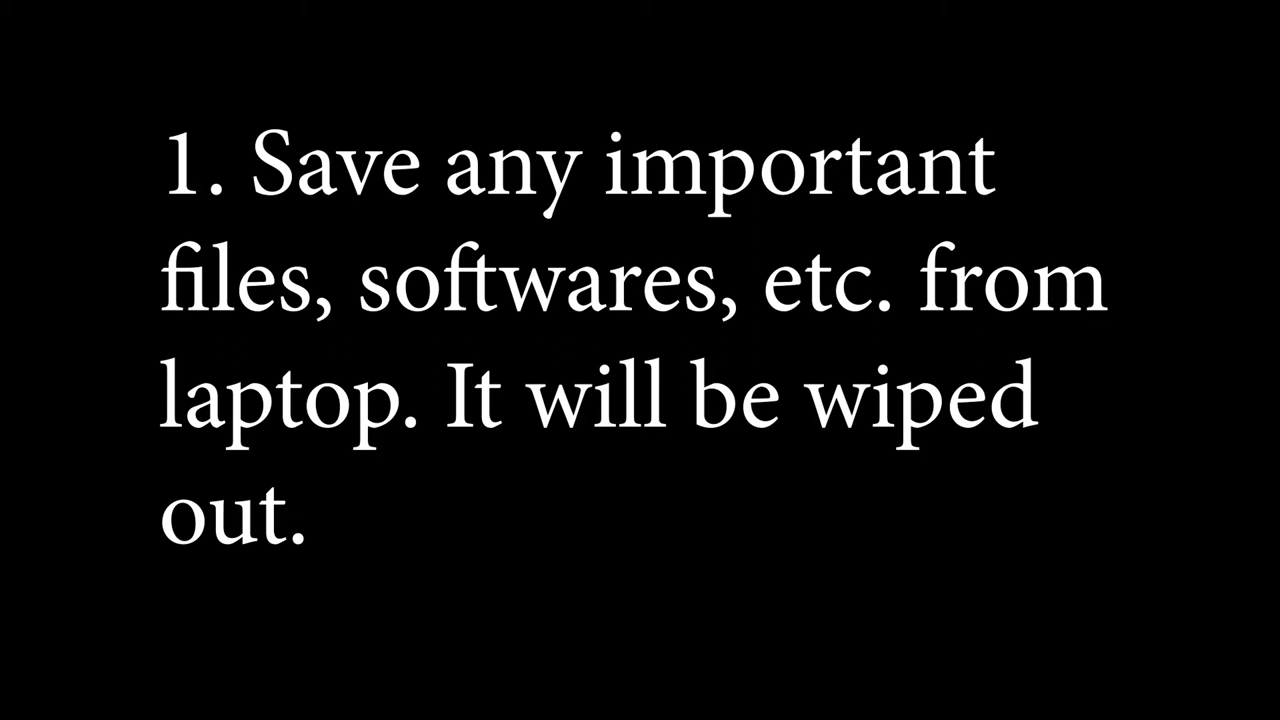 1. Save any important
files, softwares, etc. from
laptop. It will be wiped
out.